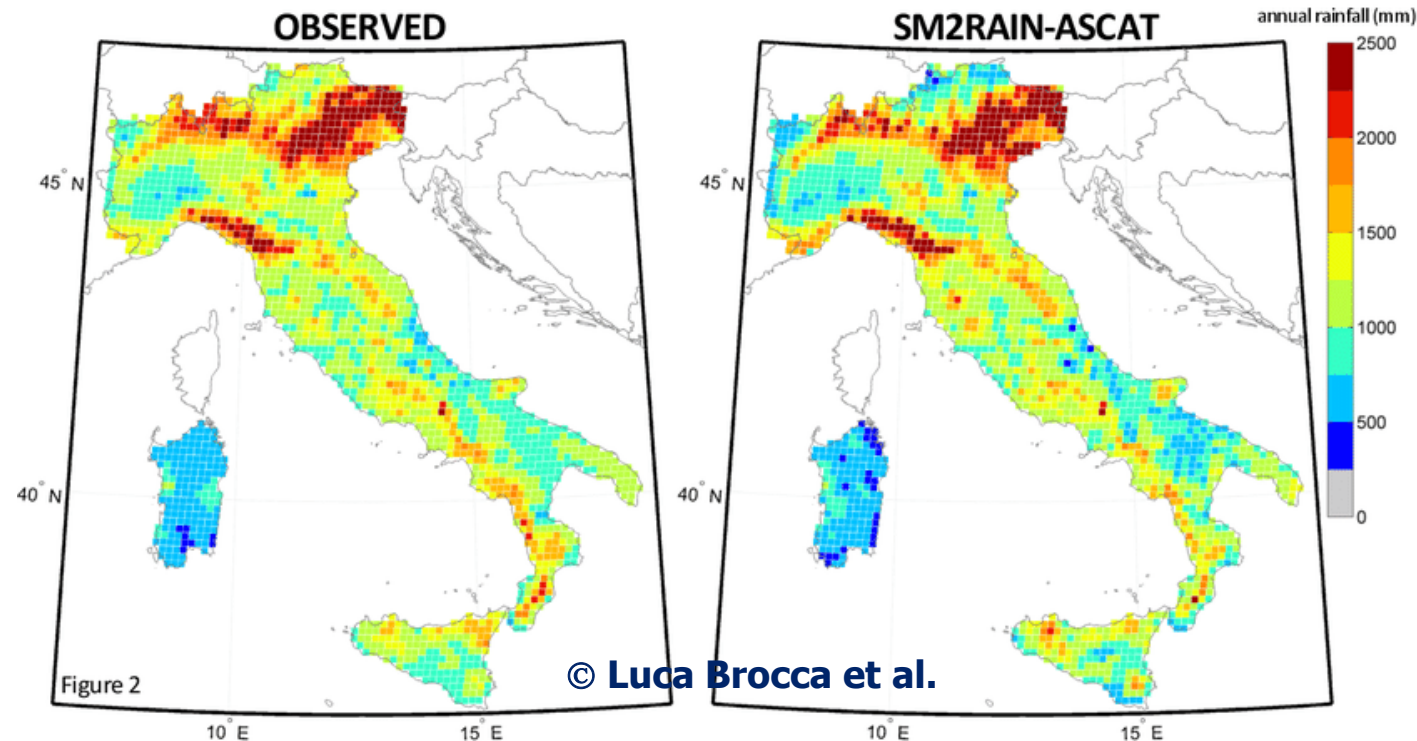 OBSERVED
SM2RAIN-ASCAT
annual rainfall (mm)
2500
2000
1500
1000
500
0
45° N
40° N
10° E
15° E
45° N
40° N
10° E
15° E
Figure 2
© Luca Brocca et al.